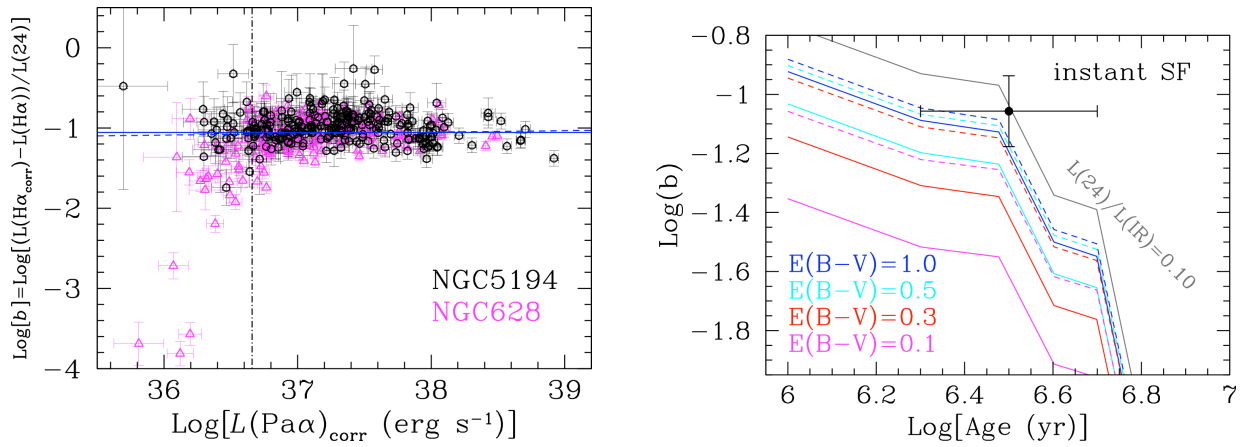 Log[b]=Log[(L(Hα_corr)−L(Hα))/L(24)]
0
−1
−2
−3
−4
NGC5194
NGC628
36
37
38
39
Log[L(Paα)_corr (erg s⁻¹)]
Log(b)
−0.8
−1
−1.2
−1.4
−1.6
−1.8
instant SF
L(24)/L(IR)=0.10
E(B−V)=1.0
E(B−V)=0.5
E(B−V)=0.3
E(B−V)=0.1
6
6.2
6.4
6.6
6.8
7
Log[Age (yr)]